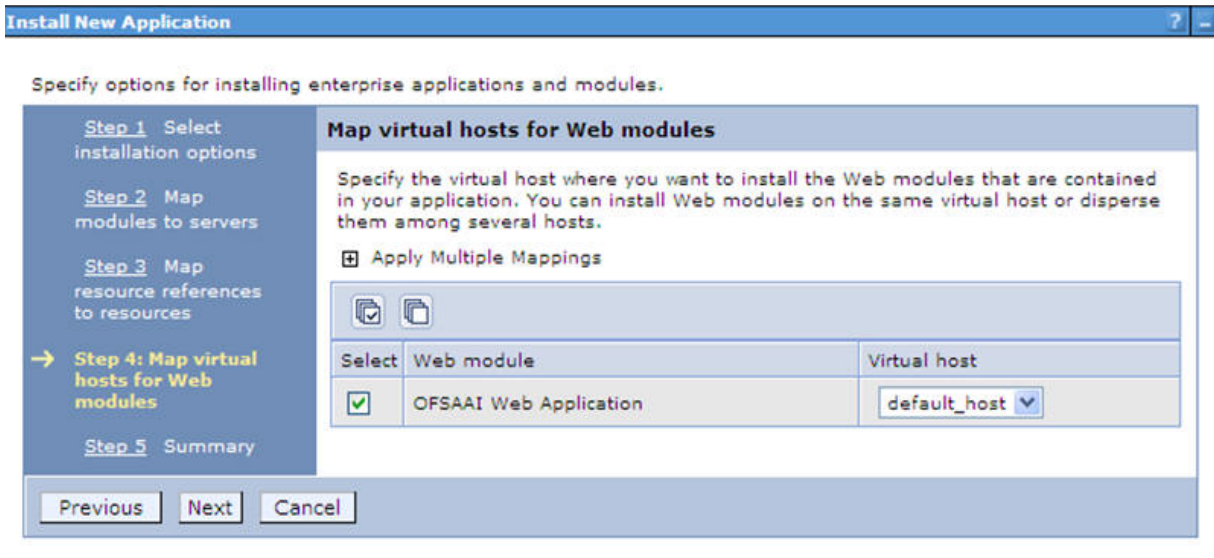 Install New Application ? –
Specify options for installing enterprise applications and modules.
Step 1 Select
installation options
Step 2 Map
modules to servers
Step 3 Map
resource references
to resources
Step 4: Map virtual
hosts for Web
modules
Step 5 Summary
Map virtual hosts for Web modules
Specify the virtual host where you want to install the Web modules that are contained
in your application. You can install Web modules on the same virtual host or disperse
them among several hosts.
Apply Multiple Mappings
Select Web module Virtual host
OFSAAI Web Application default_host
Previous Next Cancel